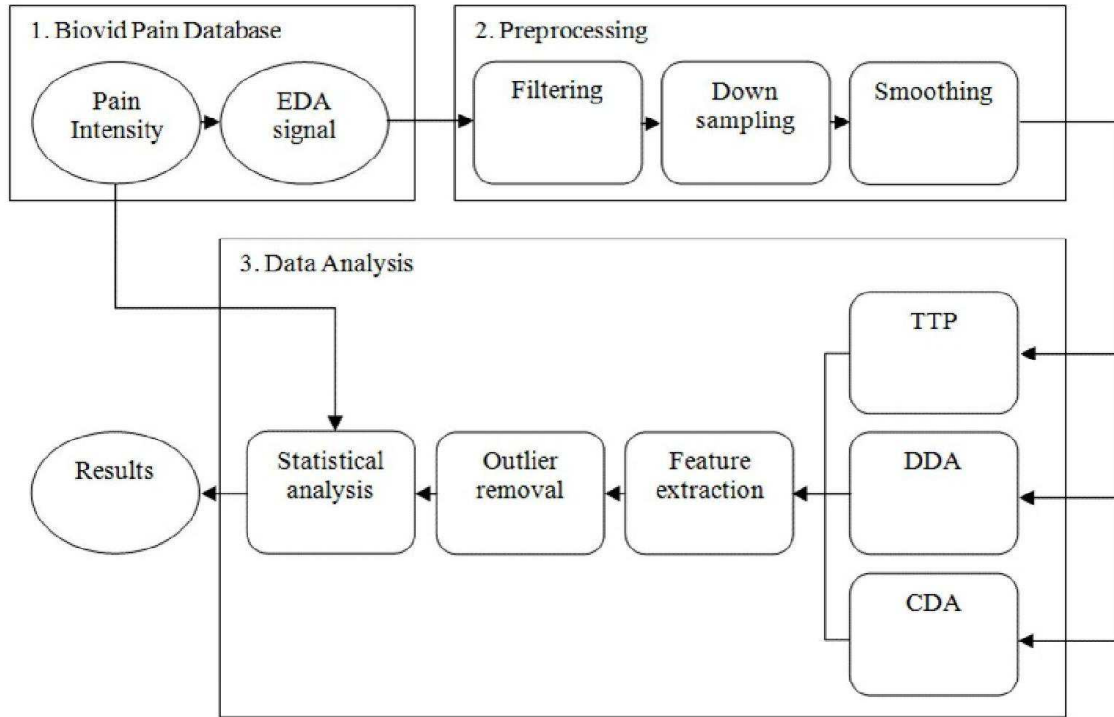 1. Biovid Pain Database
Pain
Intensity
EDA
signal
2. Preprocessing
Filtering
Down
sampling
Smoothing
3. Data Analysis
TTP
DDA
CDA
Feature
extraction
Outlier
removal
Statistical
analysis
Results